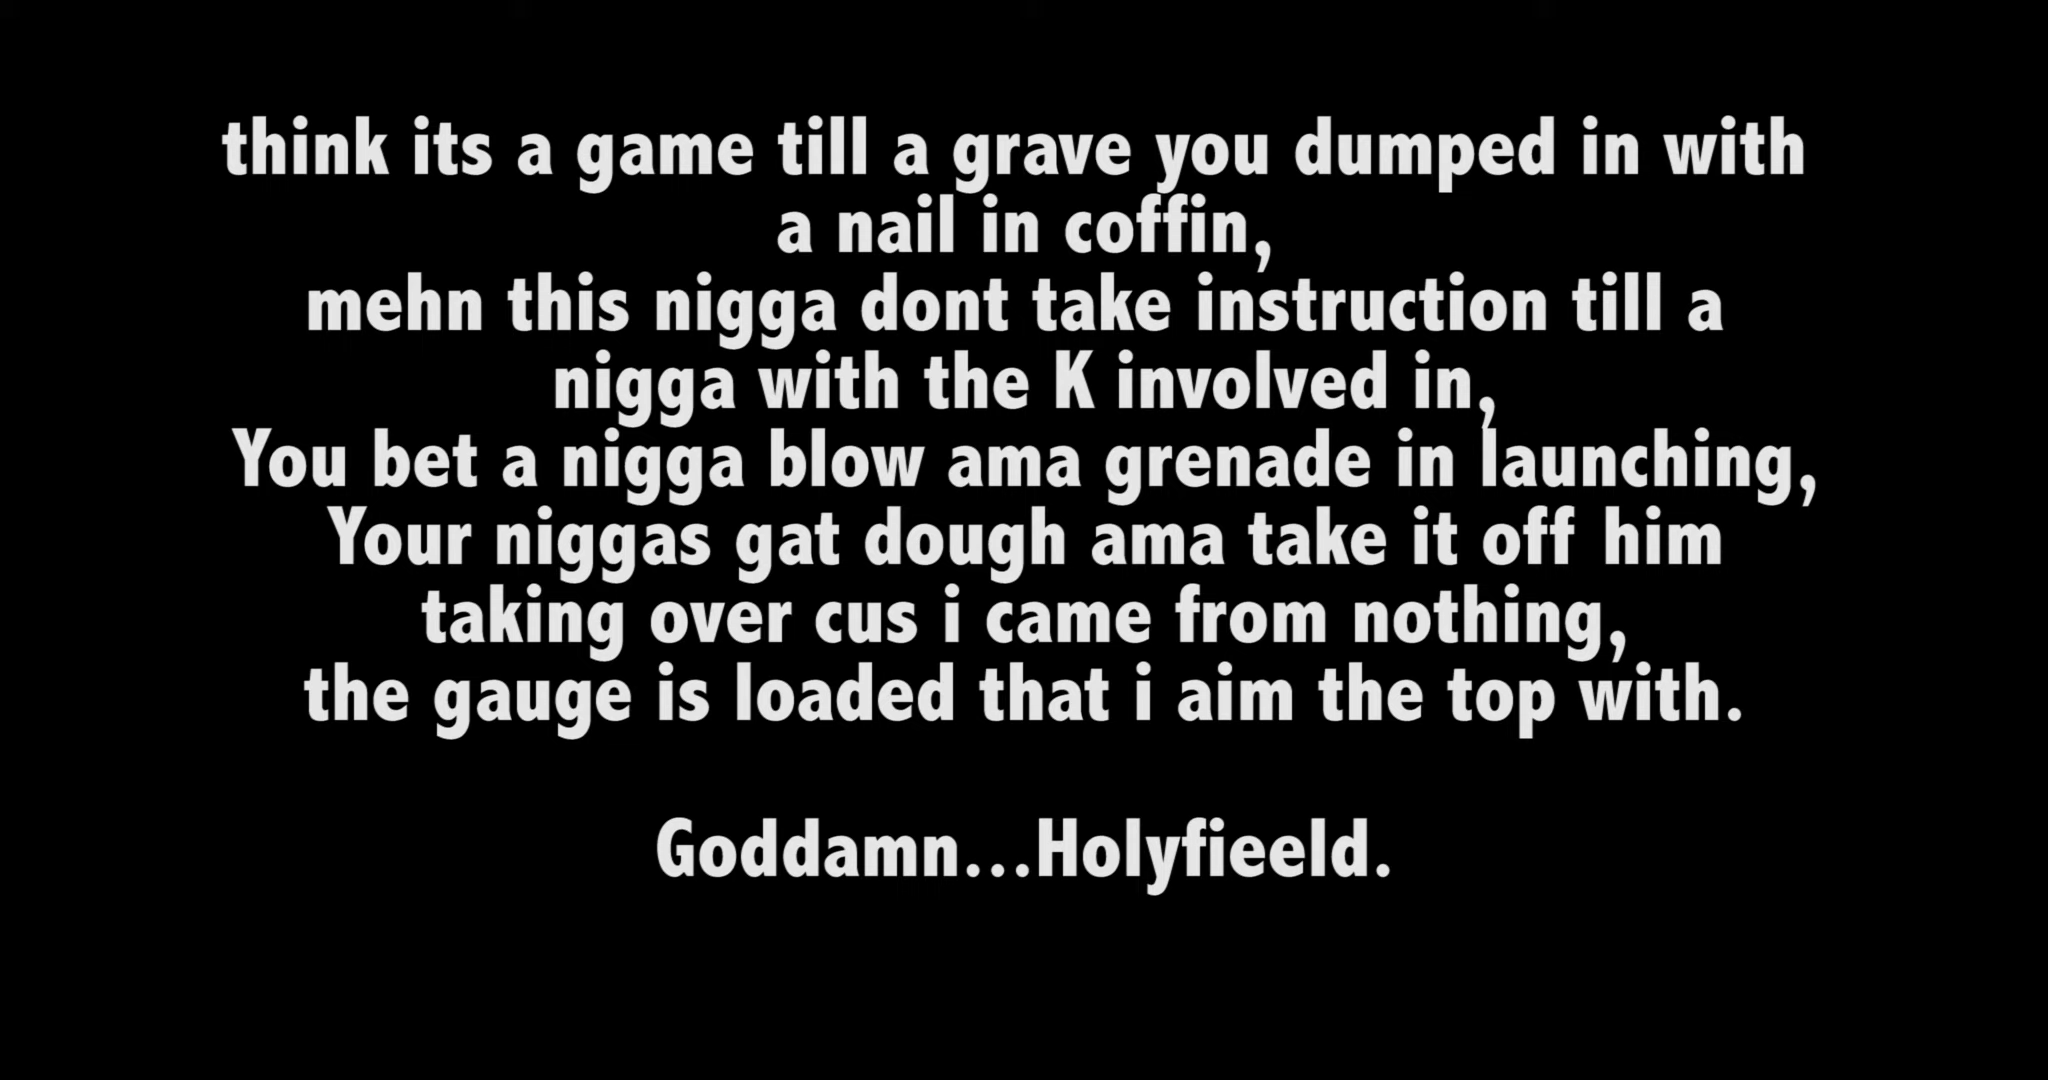 think its a game till a grave you dumped in with
a nail in coffin,
mehn this nigga dont take instruction till a
nigga with the K involved in,
You bet a nigga blow ama grenade in launching,
Your niggas gat dough ama take it off him
taking over cus i came from nothing,
the gauge is loaded that i aim the top with.
Goddamn...Holyfieeld.